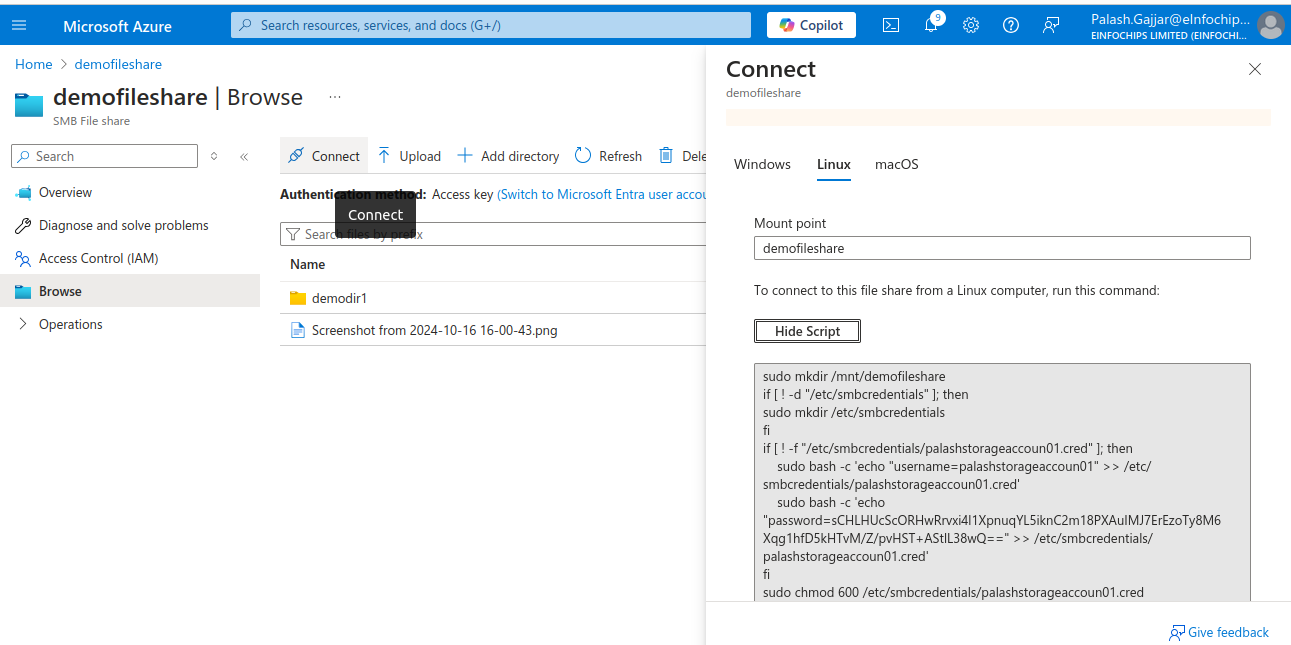 Microsoft Azure
Search resources, services, and docs (G+/)
Copilot
9
Palash.Gajjar@eInfochip...
EINFOCHIPS LIMITED (EINFOCHI...
Home > demofileshare
demofileshare | Browse ...
SMB File share
Search
Overview
Diagnose and solve problems
Access Control (IAM)
Browse
Operations
Connect Upload Add directory Refresh Dele
Authentication method: Access key (Switch to Microsoft Entra user accou
Connect
Search files by prefix
Name
demodir1
Screenshot from 2024-10-16 16-00-43.png
Connect
demofileshare
Windows Linux macOS
Mount point
demofileshare
To connect to this file share from a Linux computer, run this command:
Hide Script
sudo mkdir /mnt/demofileshare
if [ ! -d "/etc/smbcredentials" ]; then
sudo mkdir /etc/smbcredentials
fi
if [ ! -f "/etc/smbcredentials/palashstorageaccoun01.cred" ]; then
sudo bash -c 'echo "username=palashstorageaccoun01" >> /etc/
smbcredentials/palashstorageaccoun01.cred'
sudo bash -c 'echo
"password=
>> /etc/smbcredentials/
palashstorageaccoun01.cred'
fi
sudo chmod 600 /etc/smbcredentials/palashstorageaccoun01.cred
Give feedback